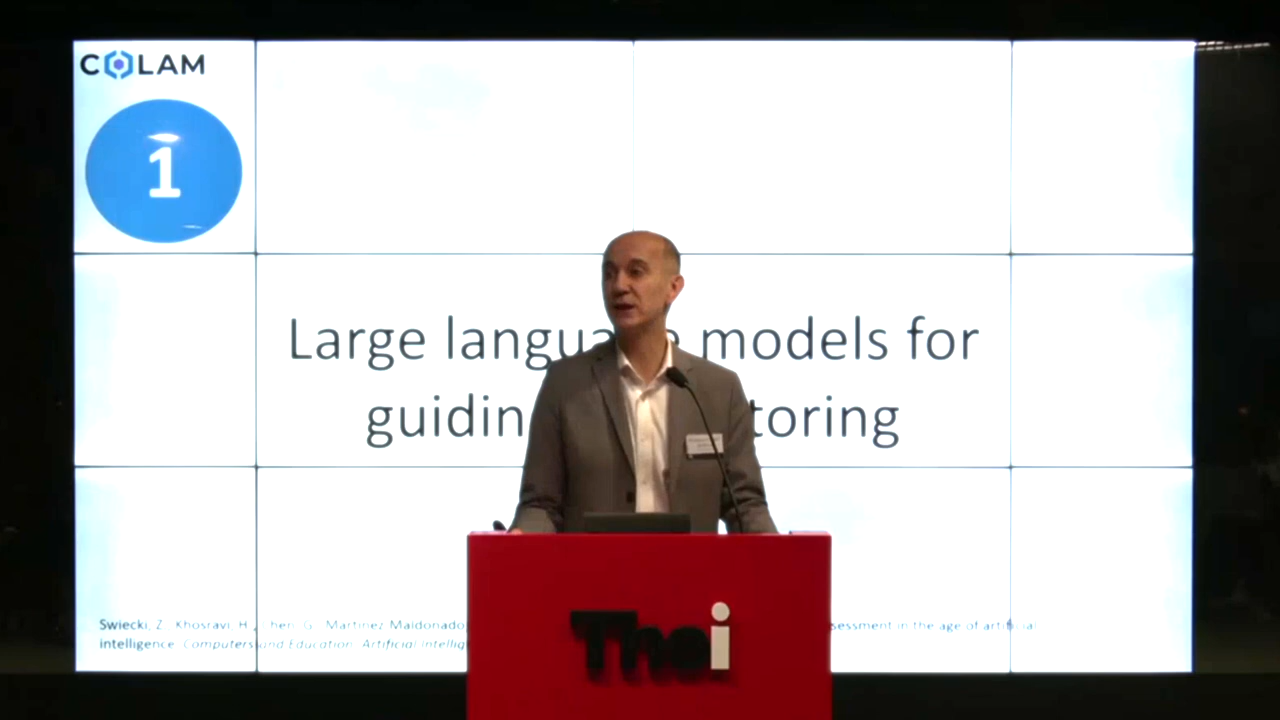 COLAM
1
Large language models for
guidin toring
Swiecki, Z. Khosravi, H., hen, G. Martinez Maldonado, sessment in the age of artificial
intelligence. Computers and Education: Artificial Intellig
Thei